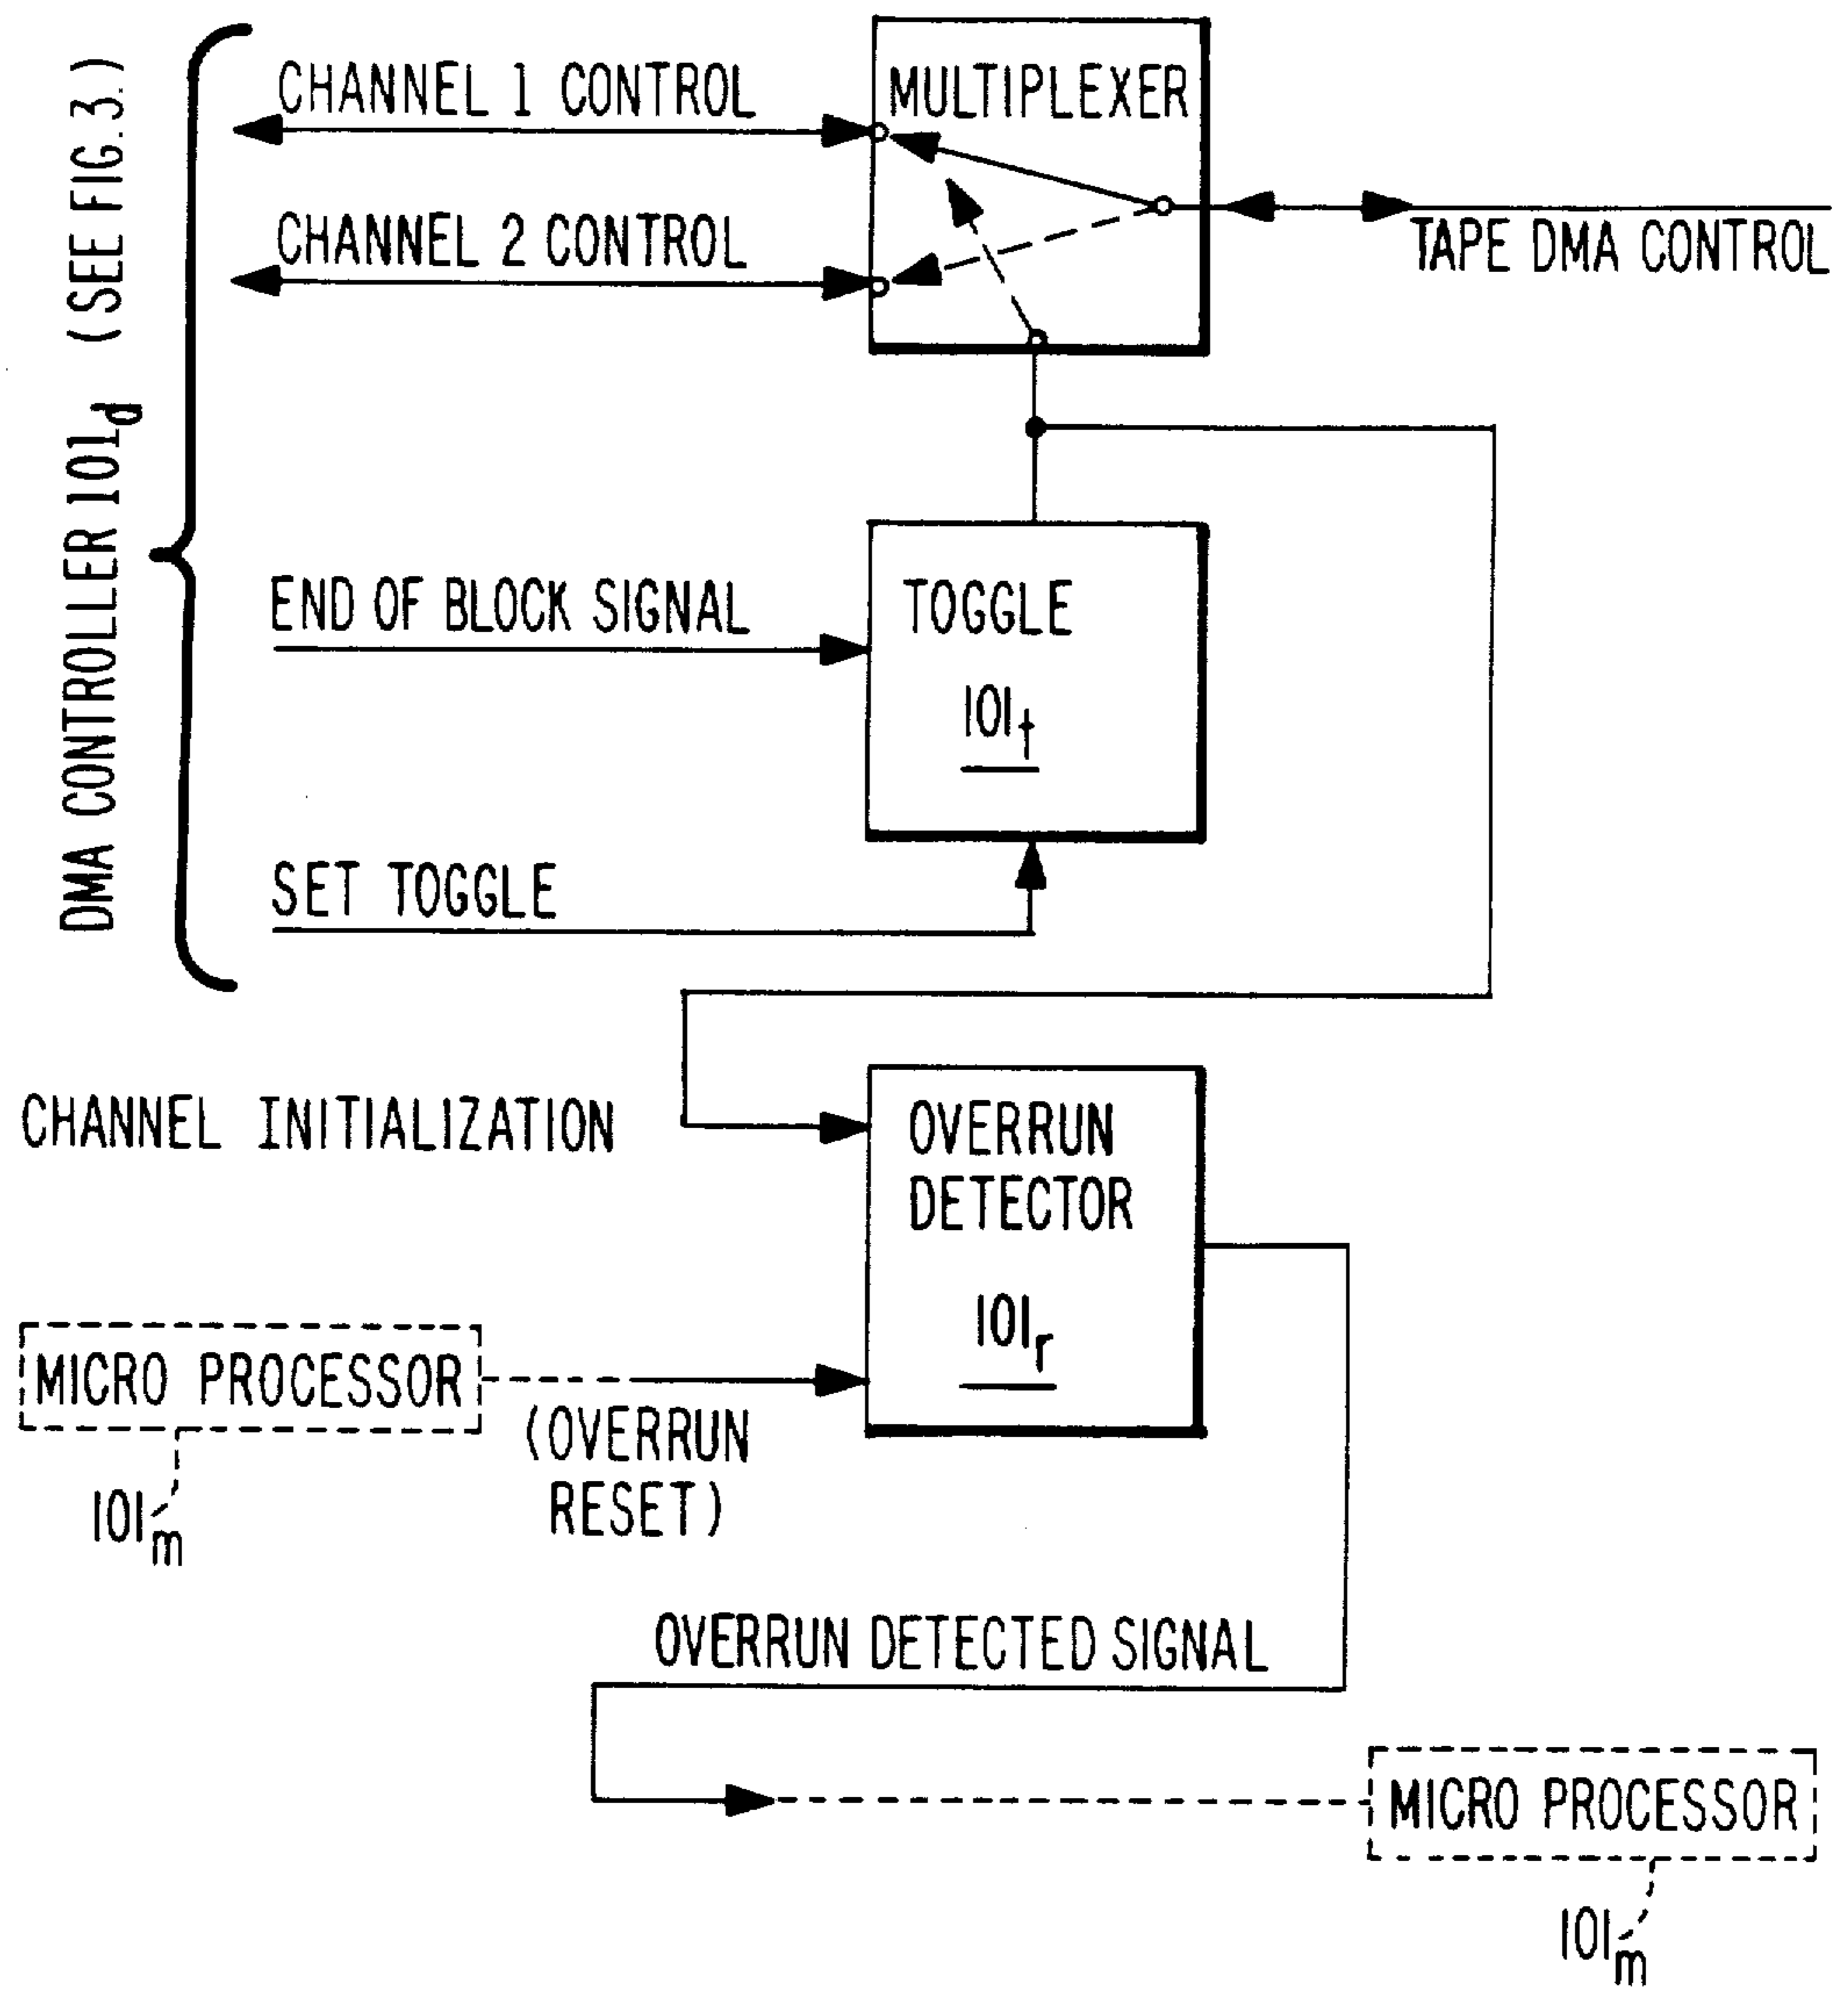 DMA CONTROLLER 101d (SEE FIG.3.)
CHANNEL 1 CONTROL
MULTIPLEXER
CHANNEL 2 CONTROL
TAPE DMA CONTROL
END OF BLOCK SIGNAL
TOGGLE
101t
SET TOGGLE
CHANNEL INITIALIZATION
OVERRUN
DETECTOR
101r
MICRO PROCESSOR
(OVERRUN
RESET)
101m
OVERRUN DETECTED SIGNAL
MICRO PROCESSOR
101m